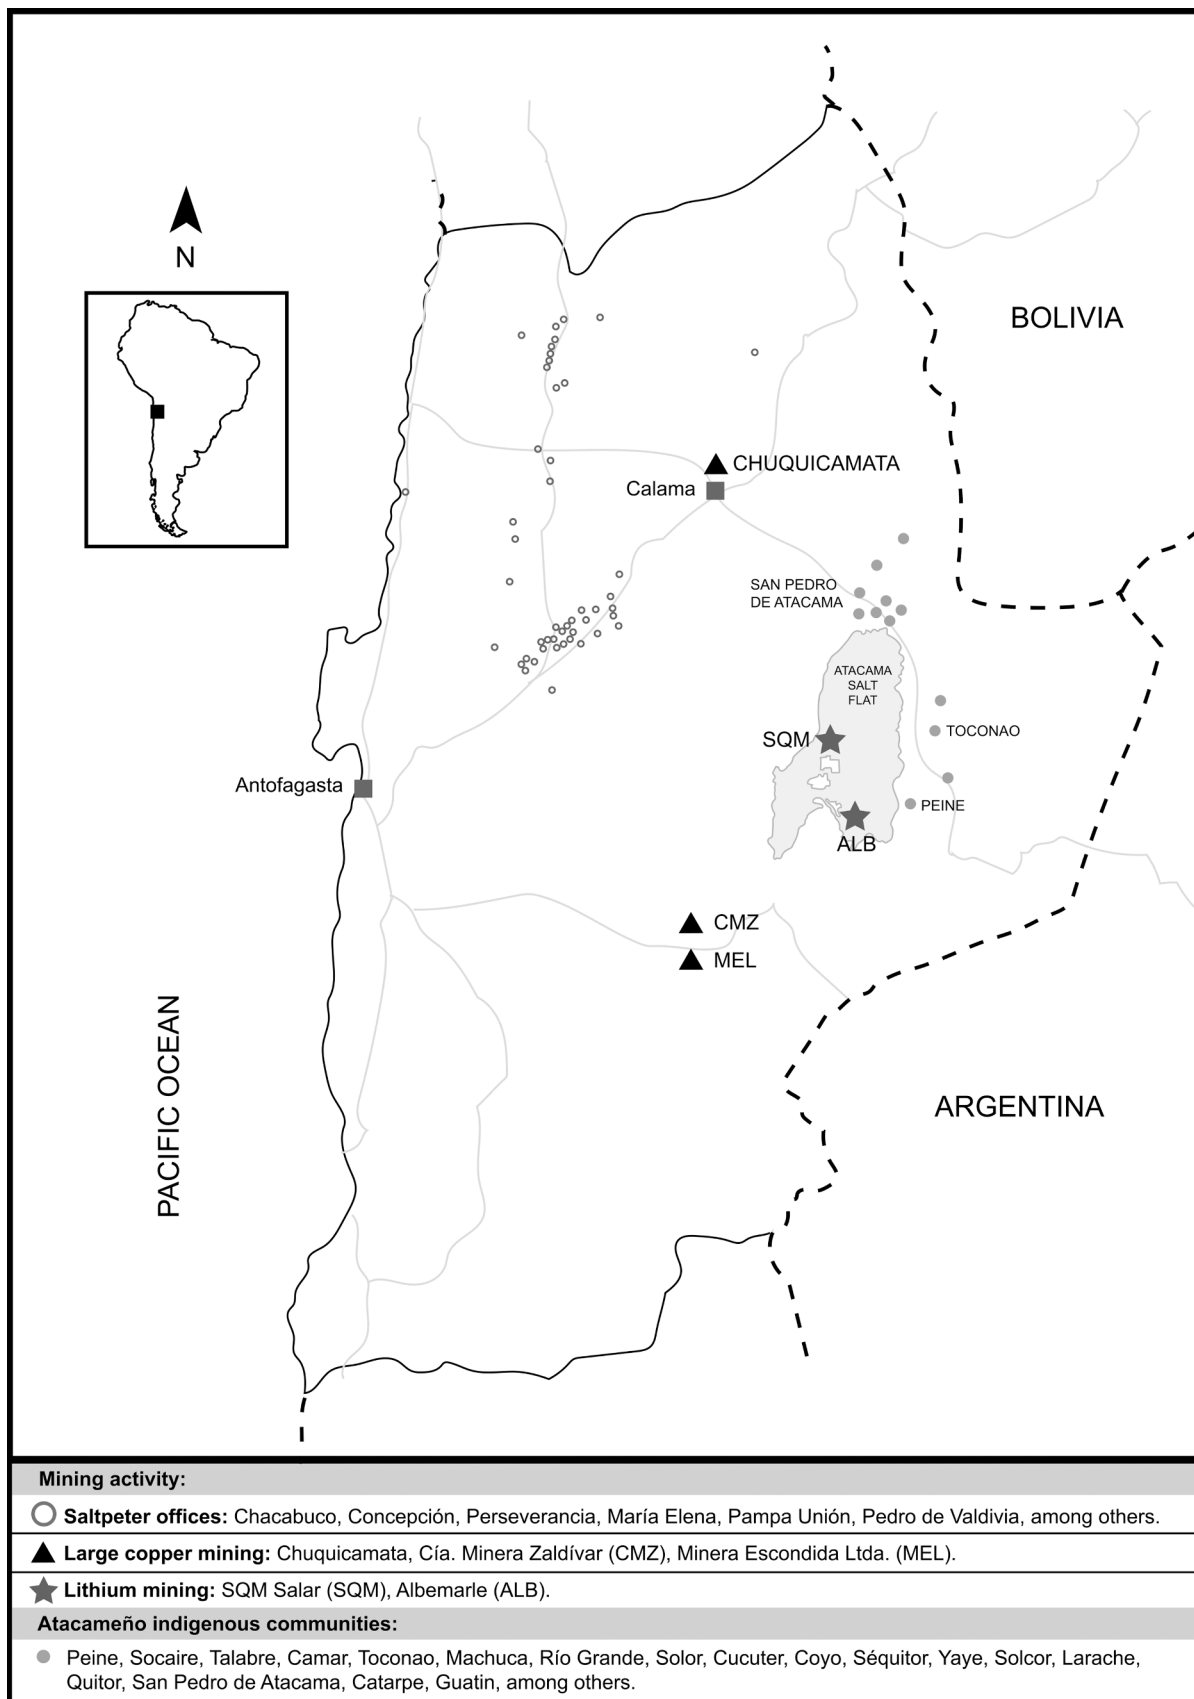 N
BOLIVIA
CHUQUICAMATA
Calama
SAN PEDRO
DE ATACAMA
ATACAMA
SALT
FLAT
SQM
TOCONAO
Antofagasta
PEINE
ALB
CMZ
MEL
PACIFIC OCEAN
ARGENTINA
Mining activity:
Saltpeter offices: Chacabuco, Concepción, Perseverancia, María Elena, Pampa Unión, Pedro de Valdivia, among others.
Large copper mining: Chuquicamata, Cía. Minera Zaldívar (CMZ), Minera Escondida Ltda. (MEL).
Lithium mining: SQM Salar (SQM), Albemarle (ALB).
Atacameño indigenous communities:
Peine, Socaire, Talabre, Camar, Toconao, Machuca, Río Grande, Solor, Cucuter, Coyo, Séquitor, Yaye, Solcor, Larache,
Quitor, San Pedro de Atacama, Catarpe, Guatin, among others.